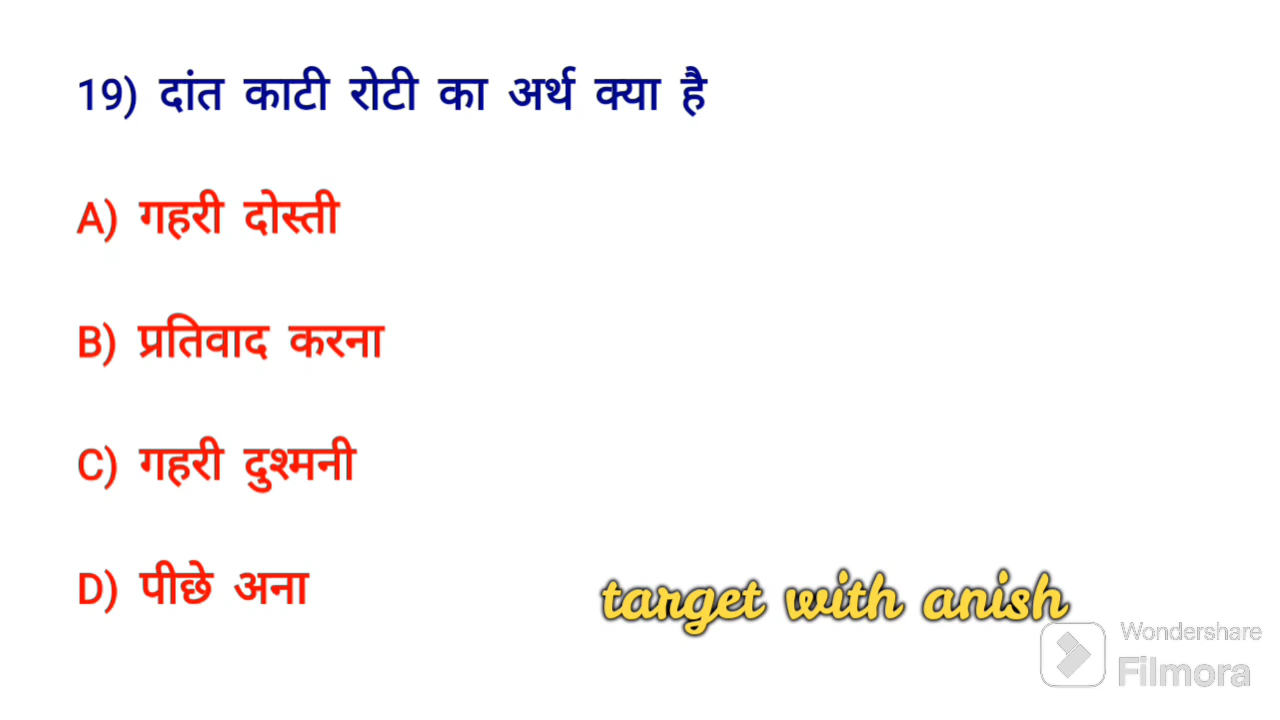 19) दांत काटी रोटी का अर्थ क्या है
A) गहरी दोस्ती
B) प्रतिवाद करना
C) गहरी दुश्मनी
D) पीछे अना
target with anish
Wondershare
Filmora